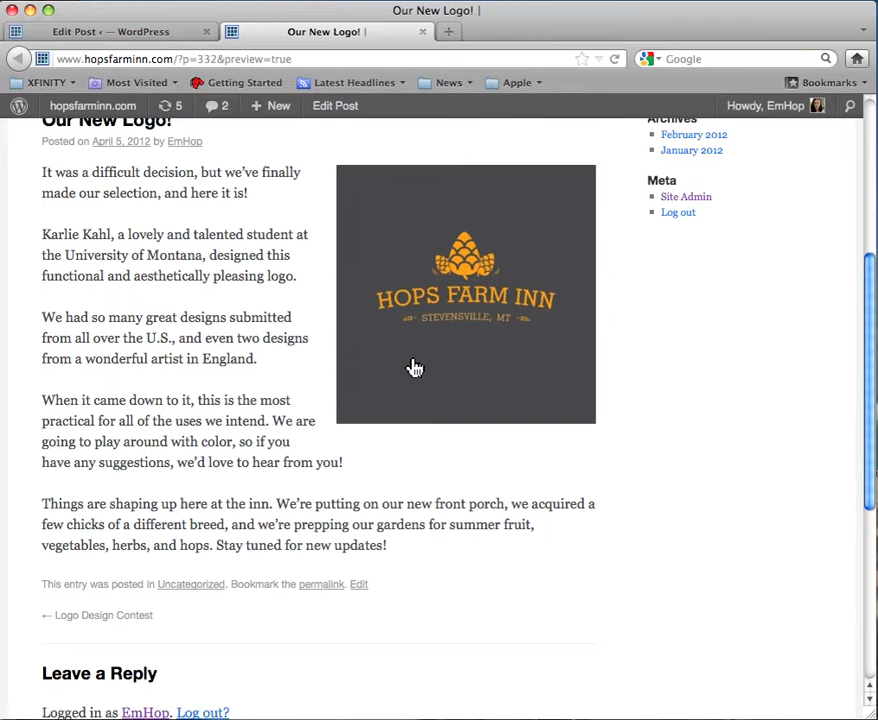 Our New Logo! |
Edit Post ‹ — WordPress
Our New Logo! |
www.hopsfarminn.com/?p=332&preview=true
Google
XFINITY
Most Visited
Getting Started
Latest Headlines
News
Apple
Bookmarks
hopsfarminn.com
5
2
New
Edit Post
Howdy, EmHop
Our New Logo!
Posted on April 5, 2012 by EmHop
It was a difficult decision, but we've finally
made our selection, and here it is!
Karlie Kahl, a lovely and talented student at
the University of Montana, designed this
functional and aesthetically pleasing logo.
We had so many great designs submitted
from all over the U.S., and even two designs
from a wonderful artist in England.
When it came down to it, this is the most
practical for all of the uses we intend. We are
going to play around with color, so if you
have any suggestions, we'd love to hear from you!
HOPS FARM INN
STEVENSVILLE, MT
Things are shaping up here at the inn. We're putting on our new front porch, we acquired a
few chicks of a different breed, and we're prepping our gardens for summer fruit,
vegetables, herbs, and hops. Stay tuned for new updates!
This entry was posted in Uncategorized. Bookmark the permalink. Edit
← Logo Design Contest
Leave a Reply
Logged in as EmHop. Log out?
Archives
February 2012
January 2012
Meta
Site Admin
Log out